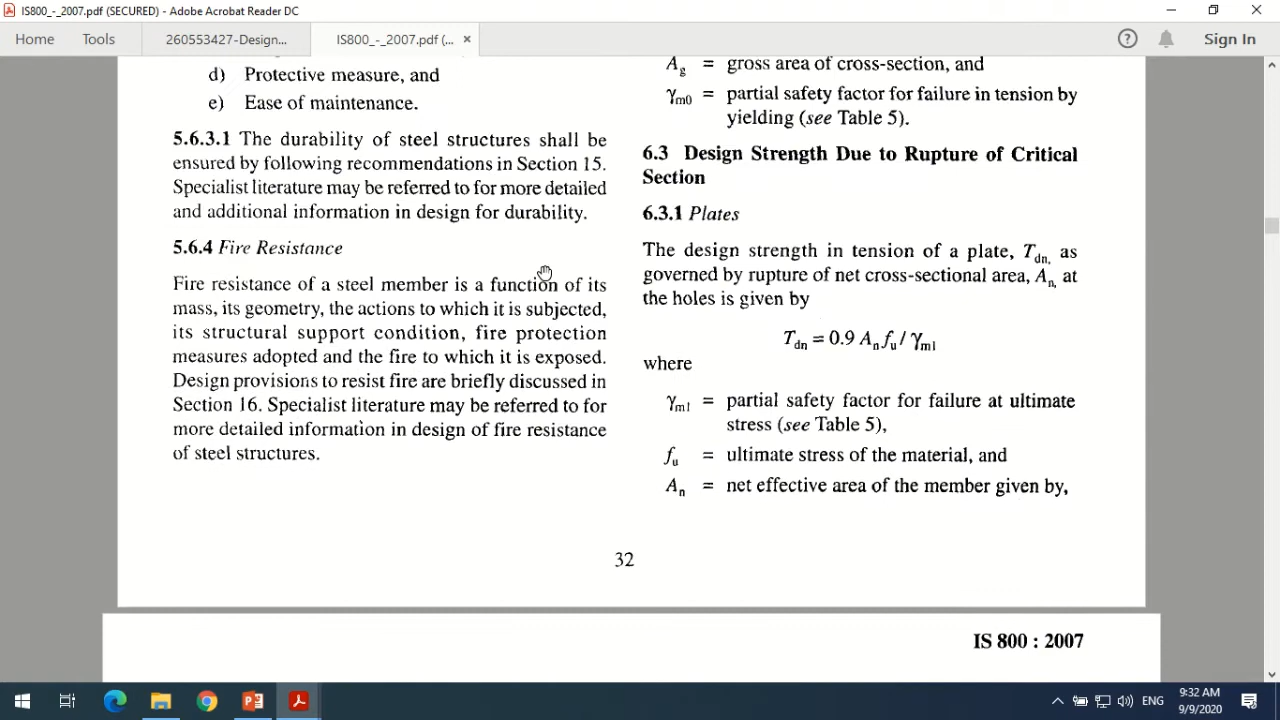 IS800_-_2007.pdf (SECURED) - Adobe Acrobat Reader DC
Home Tools 260553427-Design... IS800_-_2007.pdf (... × Sign In
d) Protective measure, and
e) Ease of maintenance.
5.6.3.1 The durability of steel structures shall be
ensured by following recommendations in Section 15.
Specialist literature may be referred to for more detailed
and additional information in design for durability.
5.6.4 Fire Resistance
Fire resistance of a steel member is a function of its
mass, its geometry, the actions to which it is subjected,
its structural support condition, fire protection
measures adopted and the fire to which it is exposed.
Design provisions to resist fire are briefly discussed in
Section 16. Specialist literature may be referred to for
more detailed information in design of fire resistance
of steel structures.
A_g = gross area of cross-section, and
γ_m0 = partial safety factor for failure in tension by
yielding (see Table 5).
6.3 Design Strength Due to Rupture of Critical
Section
6.3.1 Plates
The design strength in tension of a plate, T_dn, as
governed by rupture of net cross-sectional area, A_n, at
the holes is given by
T_dn = 0.9 A_n f_u / γ_m1
where
γ_m1 = partial safety factor for failure at ultimate
stress (see Table 5),
f_u = ultimate stress of the material, and
A_n = net effective area of the member given by,
32
IS 800 : 2007
ENG
9:32 AM
9/9/2020